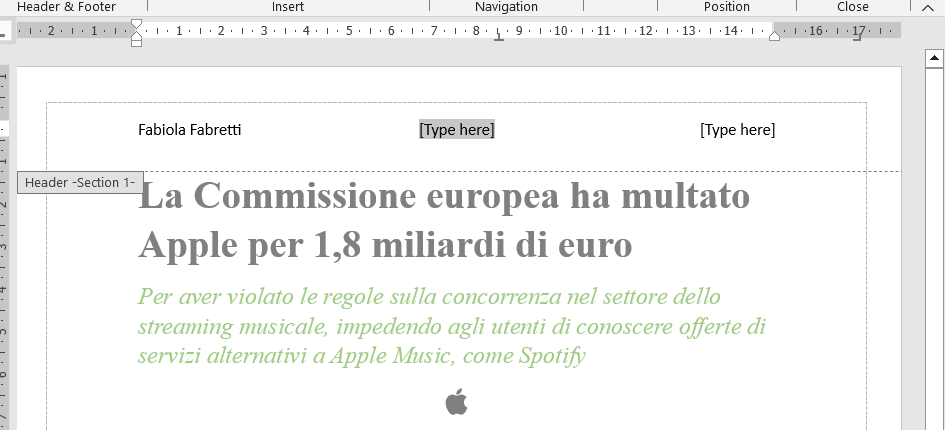 Header & Footer Insert Navigation Position Close
2 1 1 2 3 4 5 6 7 8 9 10 11 12 13 14 16 17
Fabiola Fabretti [Type here] [Type here]
Header -Section 1-
La Commissione europea ha multato
Apple per 1,8 miliardi di euro
Per aver violato le regole sulla concorrenza nel settore dello
streaming musicale, impedendo agli utenti di conoscere offerte di
servizi alternativi a Apple Music, come Spotify